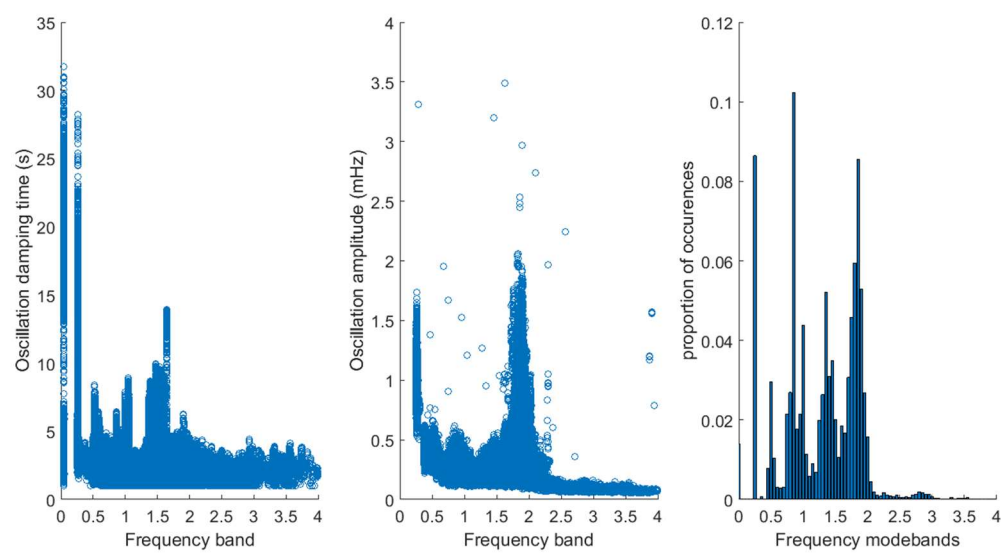 35
30
25
20
15
10
5
0
0 0.5 1 1.5 2 2.5 3 3.5 4
Oscillation damping time (s)
Frequency band
4
3.5
3
2.5
2
1.5
1
0.5
0
0 0.5 1 1.5 2 2.5 3 3.5 4
Oscillation amplitude (mHz)
Frequency band
0.12
0.1
0.08
0.06
0.04
0.02
0
0 0.5 1 1.5 2 2.5 3 3.5 4
proportion of occurences
Frequency modebands